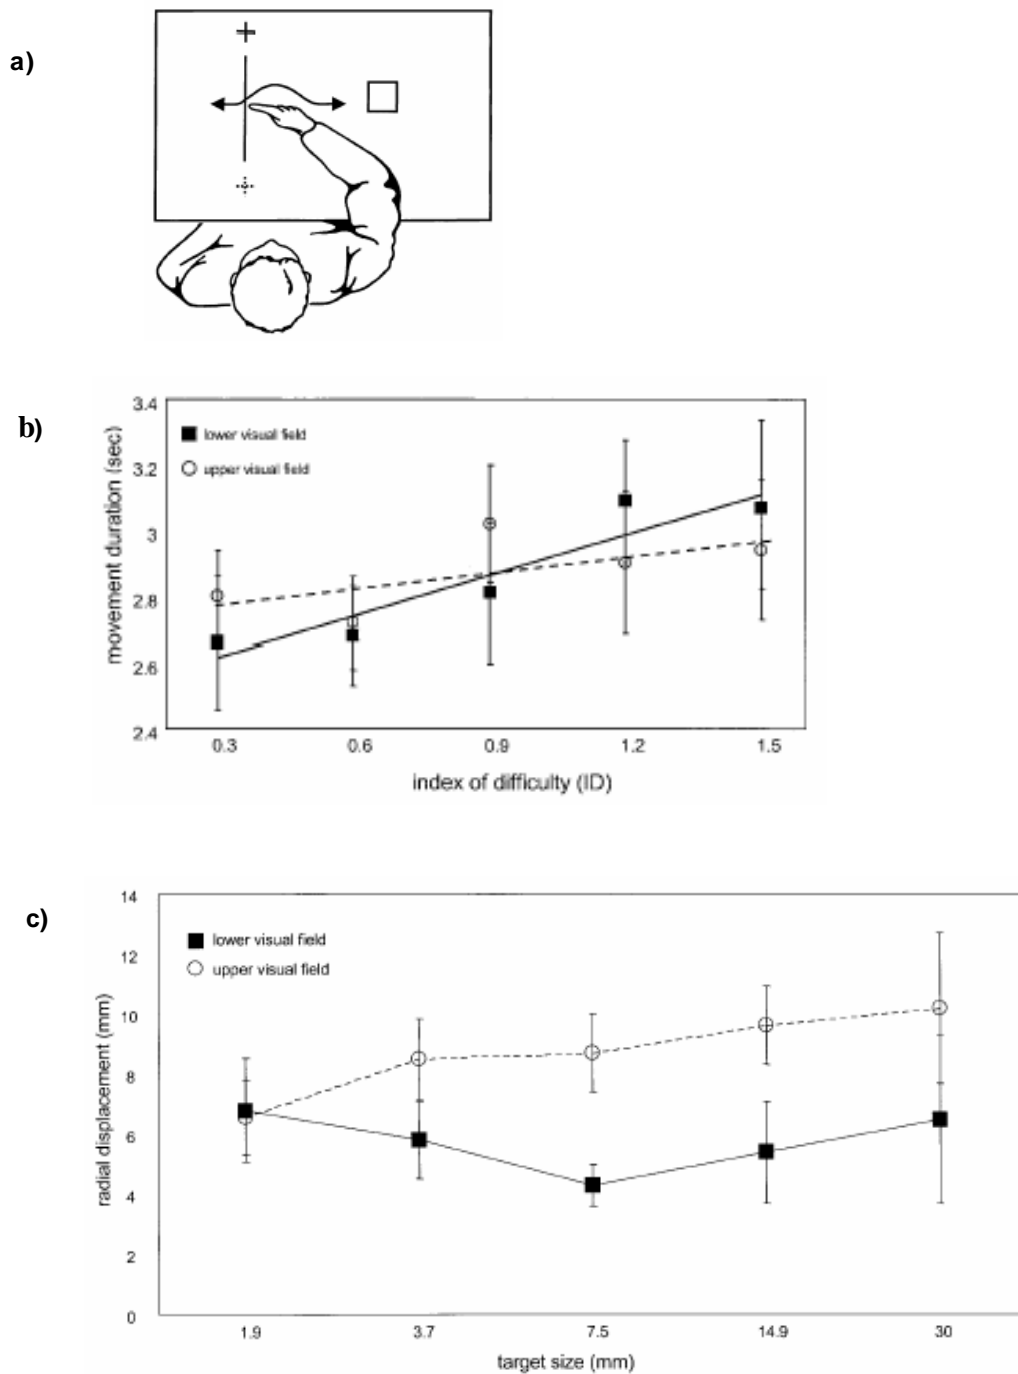 a)
b)
movement duration (sec)
3.4
3.2
3
2.8
2.6
2.4
lower visual field
upper visual field
0.3 0.6 0.9 1.2 1.5
index of difficulty (ID)
c)
radial displacement (mm)
14
12
10
8
6
4
2
0
lower visual field
upper visual field
1.9 3.7 7.5 14.9 30
target size (mm)